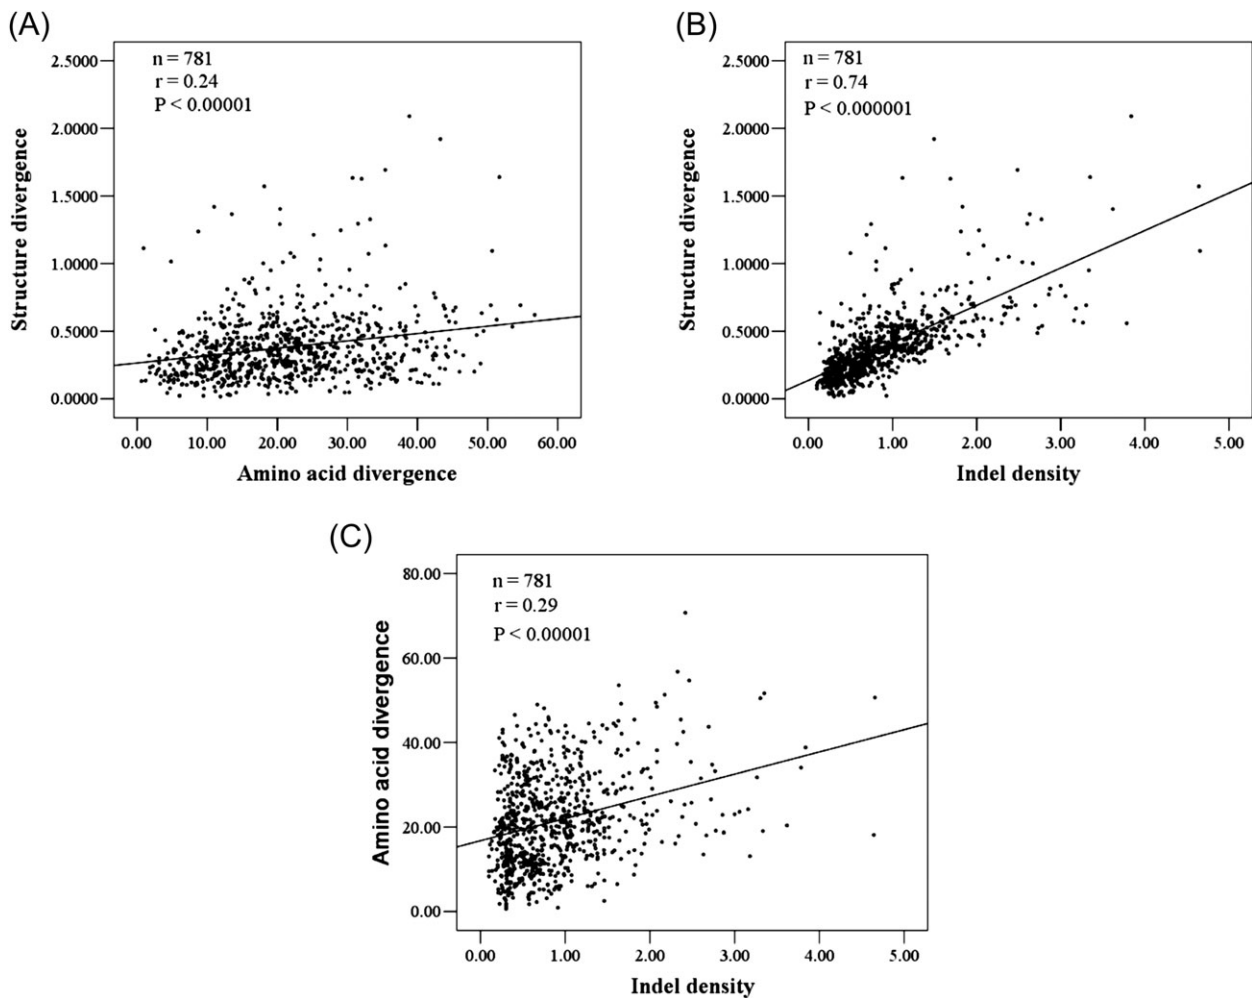 (A)
n = 781
r = 0.24
P < 0.00001
2.5000
2.0000
1.5000
1.0000
0.5000
0.0000
Structure divergence
0.00 10.00 20.00 30.00 40.00 50.00 60.00
Amino acid divergence
(B)
n = 781
r = 0.74
P < 0.000001
2.5000
2.0000
1.5000
1.0000
0.5000
0.0000
Structure divergence
0.00 1.00 2.00 3.00 4.00 5.00
Indel density
(C)
n = 781
r = 0.29
P < 0.00001
80.00
60.00
40.00
20.00
0.00
Amino acid divergence
0.00 1.00 2.00 3.00 4.00 5.00
Indel density